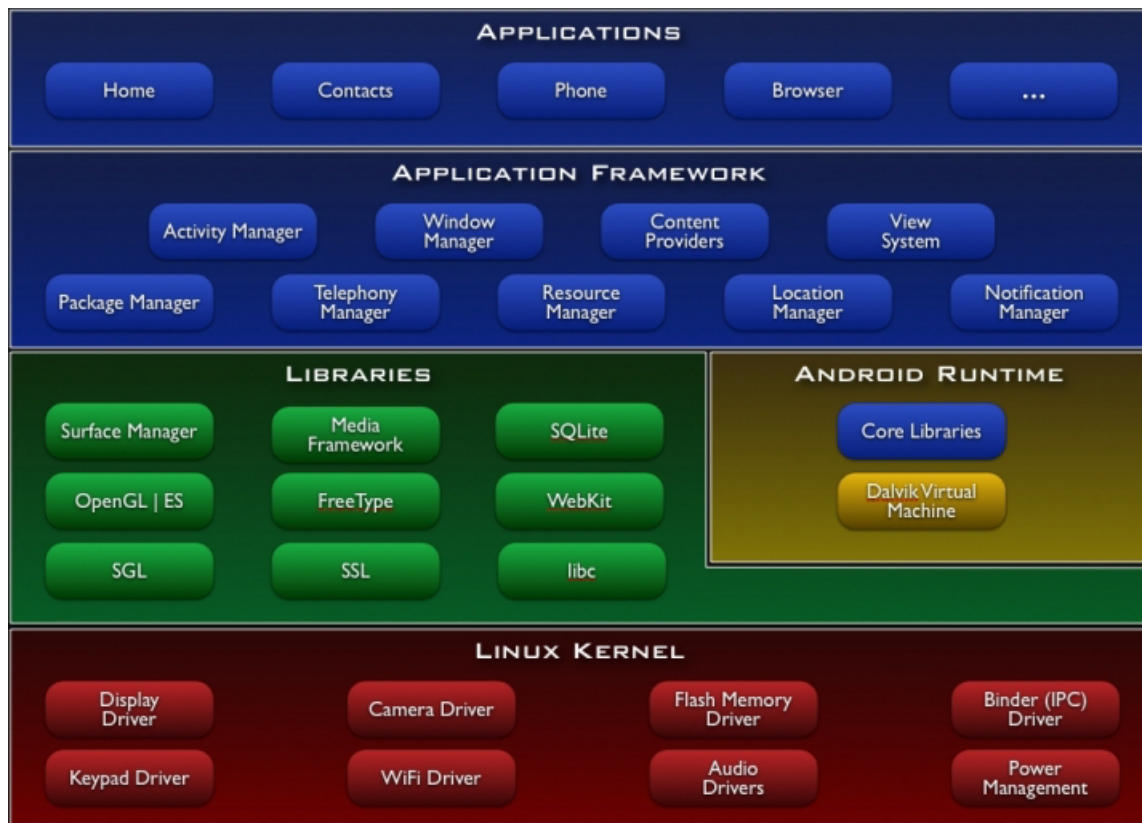 APPLICATIONS
Home
Contacts
Phone
Browser
...
APPLICATION FRAMEWORK
Activity Manager
Window
Manager
Content
Providers
View
System
Package Manager
Telephony
Manager
Resource
Manager
Location
Manager
Notification
Manager
LIBRARIES
Surface Manager
Media
Framework
SQLite
OpenGL | ES
FreeType
WebKit
SGL
SSL
libc
ANDROID RUNTIME
Core Libraries
Dalvik Virtual
Machine
LINUX KERNEL
Display
Driver
Camera Driver
Flash Memory
Driver
Binder (IPC)
Driver
Keypad Driver
WiFi Driver
Audio
Drivers
Power
Management